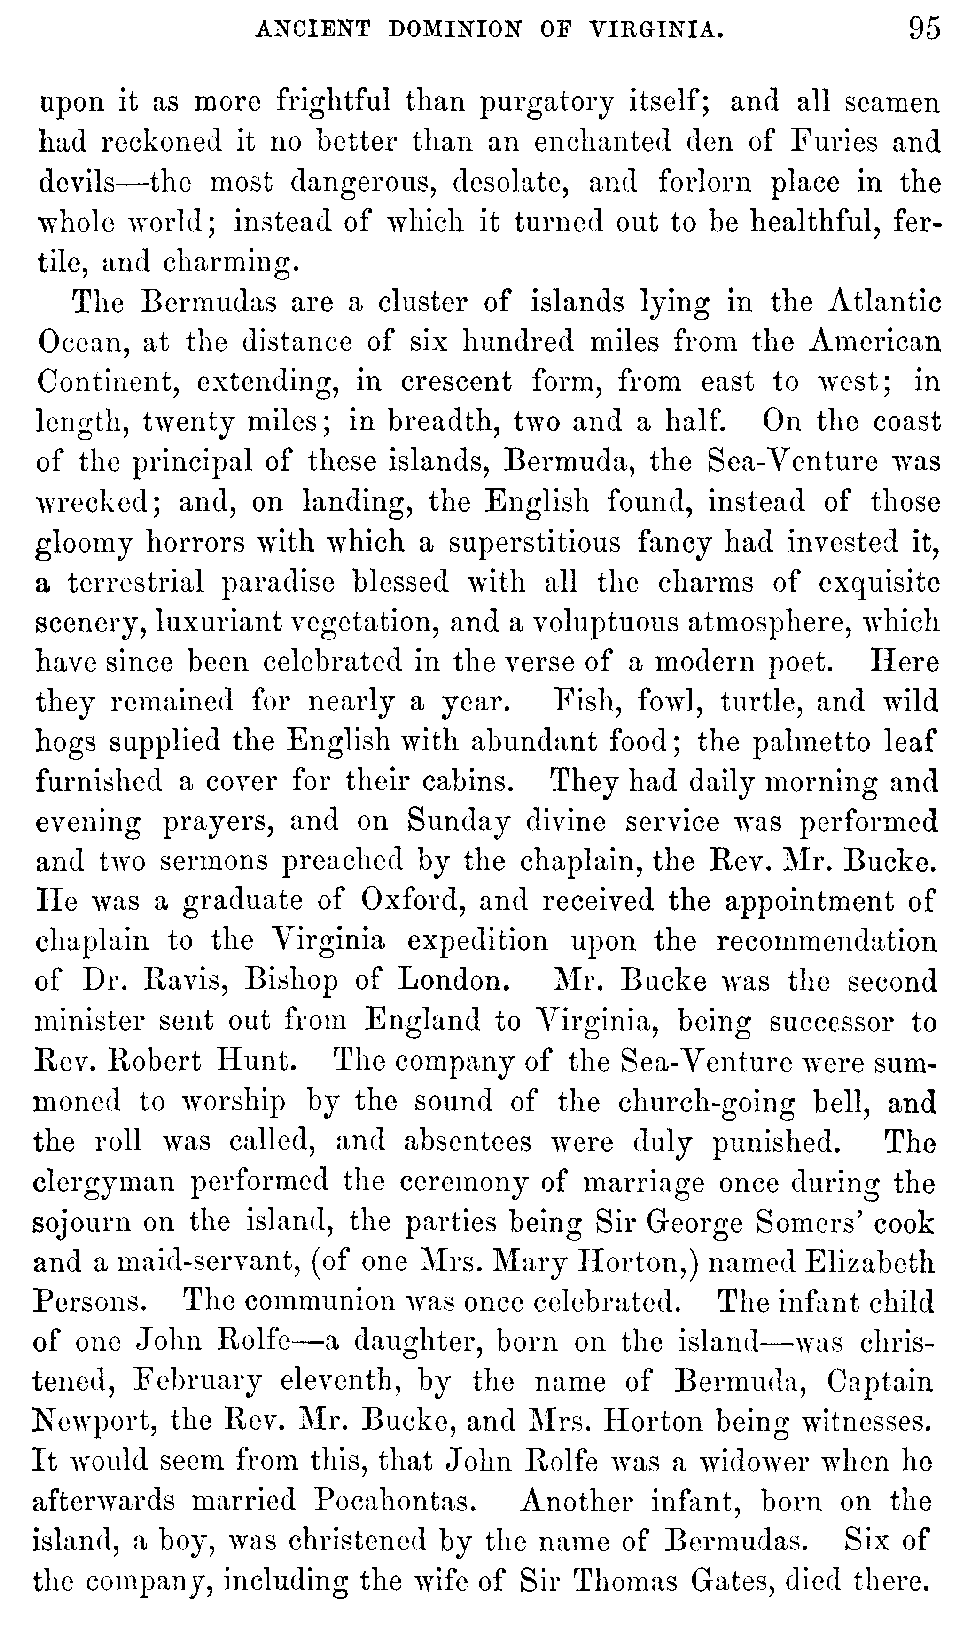 ANCIENT DOMINION OF VIRGINIA. 95
upon it as more frightful than purgatory itself; and all seamen
had reckoned it no better than an enchanted den of Furies and
devils—the most dangerous, desolate, and forlorn place in the
whole world; instead of which it turned out to be healthful, fer-
tile, and charming.
The Bermudas are a cluster of islands lying in the Atlantic
Ocean, at the distance of six hundred miles from the American
Continent, extending, in crescent form, from east to west; in
length, twenty miles; in breadth, two and a half. On the coast
of the principal of these islands, Bermuda, the Sea-Venture was
wrecked; and, on landing, the English found, instead of those
gloomy horrors with which a superstitious fancy had invested it,
a terrestrial paradise blessed with all the charms of exquisite
scenery, luxuriant vegetation, and a voluptuous atmosphere, which
have since been celebrated in the verse of a modern poet. Here
they remained for nearly a year. Fish, fowl, turtle, and wild
hogs supplied the English with abundant food; the palmetto leaf
furnished a cover for their cabins. They had daily morning and
evening prayers, and on Sunday divine service was performed
and two sermons preached by the chaplain, the Rev. Mr. Bucke.
He was a graduate of Oxford, and received the appointment of
chaplain to the Virginia expedition upon the recommendation
of Dr. Ravis, Bishop of London. Mr. Bucke was the second
minister sent out from England to Virginia, being successor to
Rev. Robert Hunt. The company of the Sea-Venture were sum-
moned to worship by the sound of the church-going bell, and
the roll was called, and absentees were duly punished. The
clergyman performed the ceremony of marriage once during the
sojourn on the island, the parties being Sir George Somers' cook
and a maid-servant, (of one Mrs. Mary Horton,) named Elizabeth
Persons. The communion was once celebrated. The infant child
of one John Rolfe—a daughter, born on the island—was chris-
tened, February eleventh, by the name of Bermuda, Captain
Newport, the Rev. Mr. Bucke, and Mrs. Horton being witnesses.
It would seem from this, that John Rolfe was a widower when he
afterwards married Pocahontas. Another infant, born on the
island, a boy, was christened by the name of Bermudas. Six of
the company, including the wife of Sir Thomas Gates, died there.